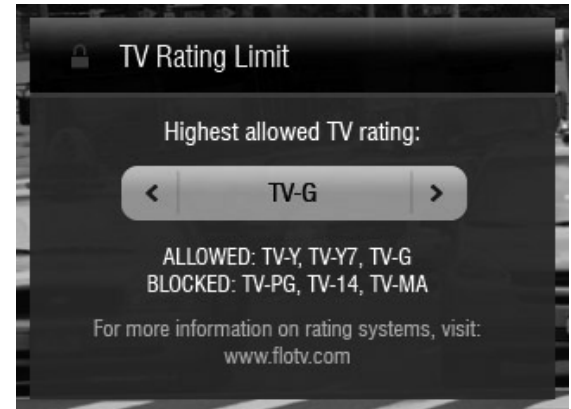 TV Rating Limit
Highest allowed TV rating:
TV-G
ALLOWED: TV-Y, TV-Y7, TV-G
BLOCKED: TV-PG, TV-14, TV-MA
For more information on rating systems, visit:
www.flotv.com